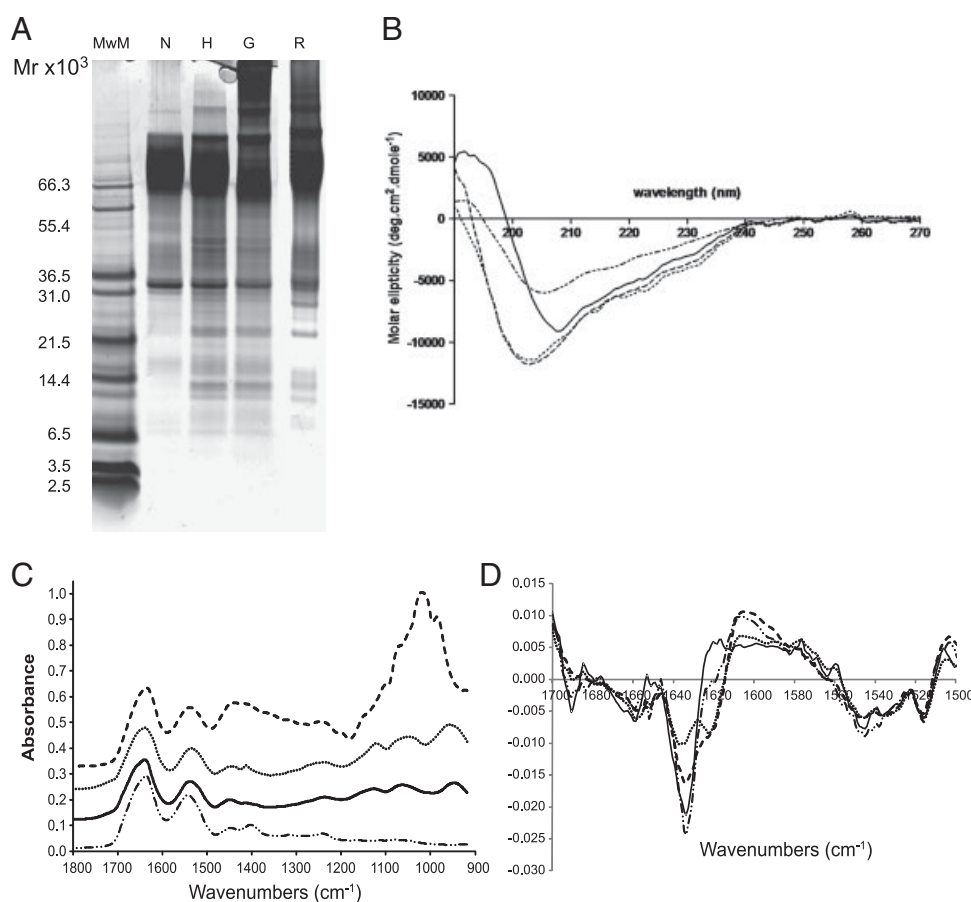 A
MwM N H G R
Mr x10³
66.3
55.4
36.5
31.0
21.5
14.4
6.5
3.5
2.5
B
10000
5000
0
-5000
-10000
-15000
Molar elipticity (deg.cm².dmole⁻¹)
wavelength (nm)
200 210 220 230 240 250 260 270
C
1.0
0.9
0.8
0.7
0.6
0.5
0.4
0.3
0.2
0.1
0.0
Absorbance
1800 1700 1600 1500 1400 1300 1200 1100 1000 900
Wavenumbers (cm⁻¹)
D
0.015
0.010
0.005
0.000
-0.005
-0.010
-0.015
-0.020
-0.025
-0.030
1700 1680 1660 1640 1620 1600 1580 1560 1540 1520 1500
Wavenumbers (cm⁻¹)